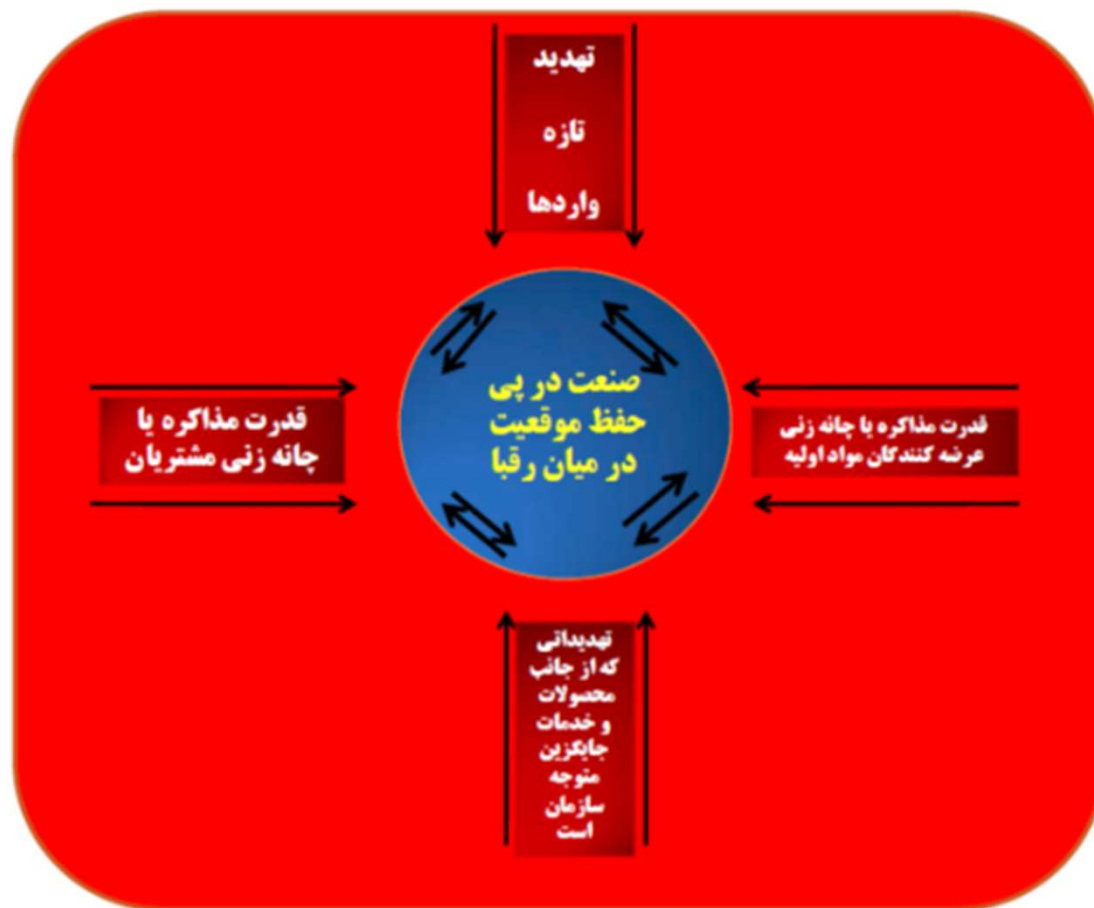 تهدید
تازه
واردها
صنعت در پی
حفظ موقعیت
در میان رقبا
قدرت مذاکره یا چانه زنی
عرضه کنندگان مواد اولیه
قدرت مذاکره یا
چانه زنی مشتریان
تهدیداتی
که از جانب
محصولات
و خدمات
جایگزین
متوجه
سازمان
است